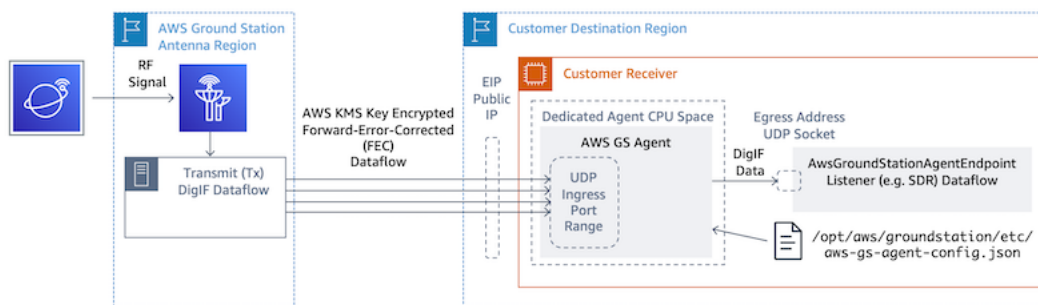 AWS Ground Station
Antenna Region
Customer Destination Region
RF
Signal
Customer Receiver
EIP
Public
IP
AWS KMS Key Encrypted
Forward-Error-Corrected
(FEC)
Dataflow
Dedicated Agent CPU Space
Egress Address
UDP Socket
AWS GS Agent
Transmit (Tx)
DigIF Dataflow
UDP
Ingress
Port
Range
DigIF
Data
AwsGroundStationAgentEndpoint
Listener (e.g. SDR) Dataflow
/opt/aws/groundstation/etc/
aws-gs-agent-config.json